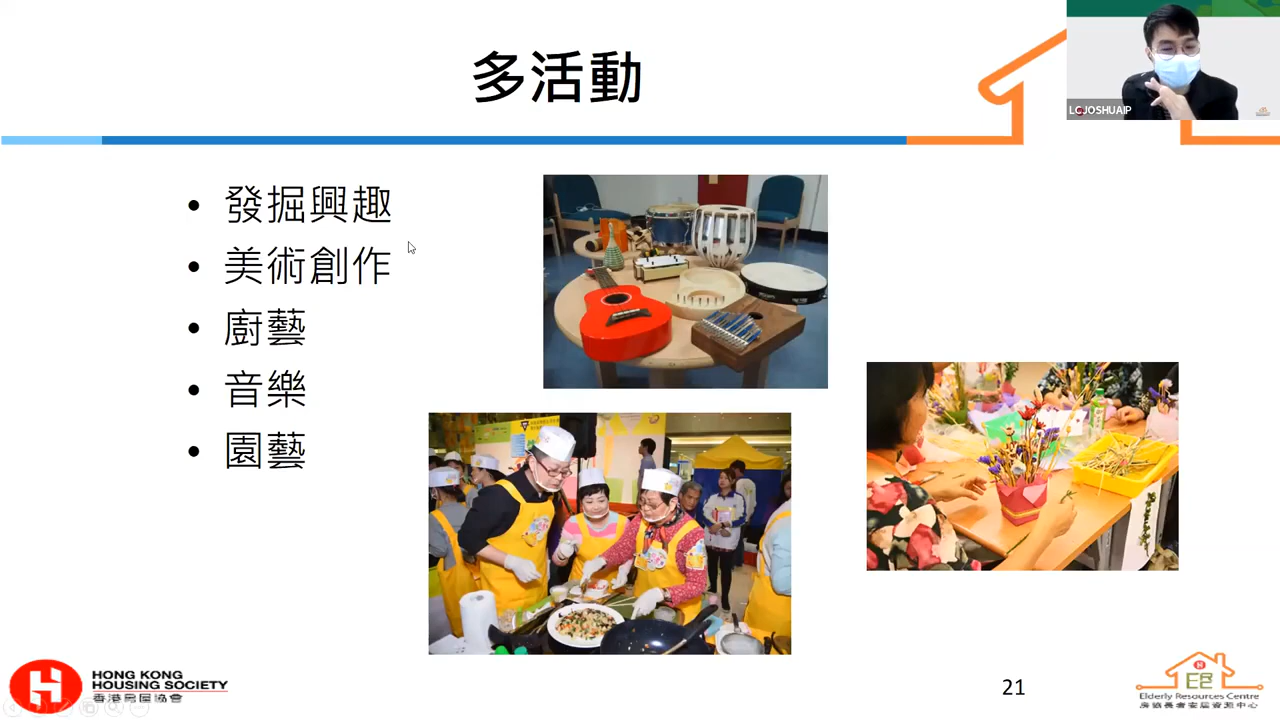 多活動
LCJOSHUAIP
• 發掘興趣
• 美術創作
• 廚藝
• 音樂
• 園藝
HONG KONG
HOUSING SOCIETY
香港房屋協會
21
Elderly Resources Centre
房協長者安居資源中心